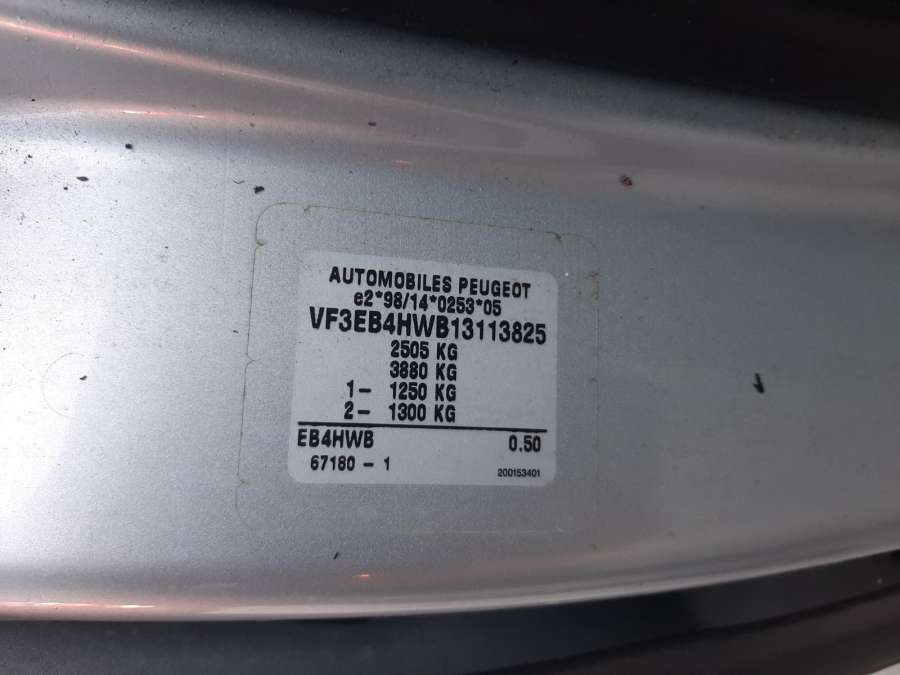 AUTOMOBILES PEUGEOT
e2*98/14*0253*05
VF3EB4HWB13113825
2505 KG
3880 KG
1- 1250 KG
2- 1300 KG
EB4HWB 0.50
67180 - 1 200153401